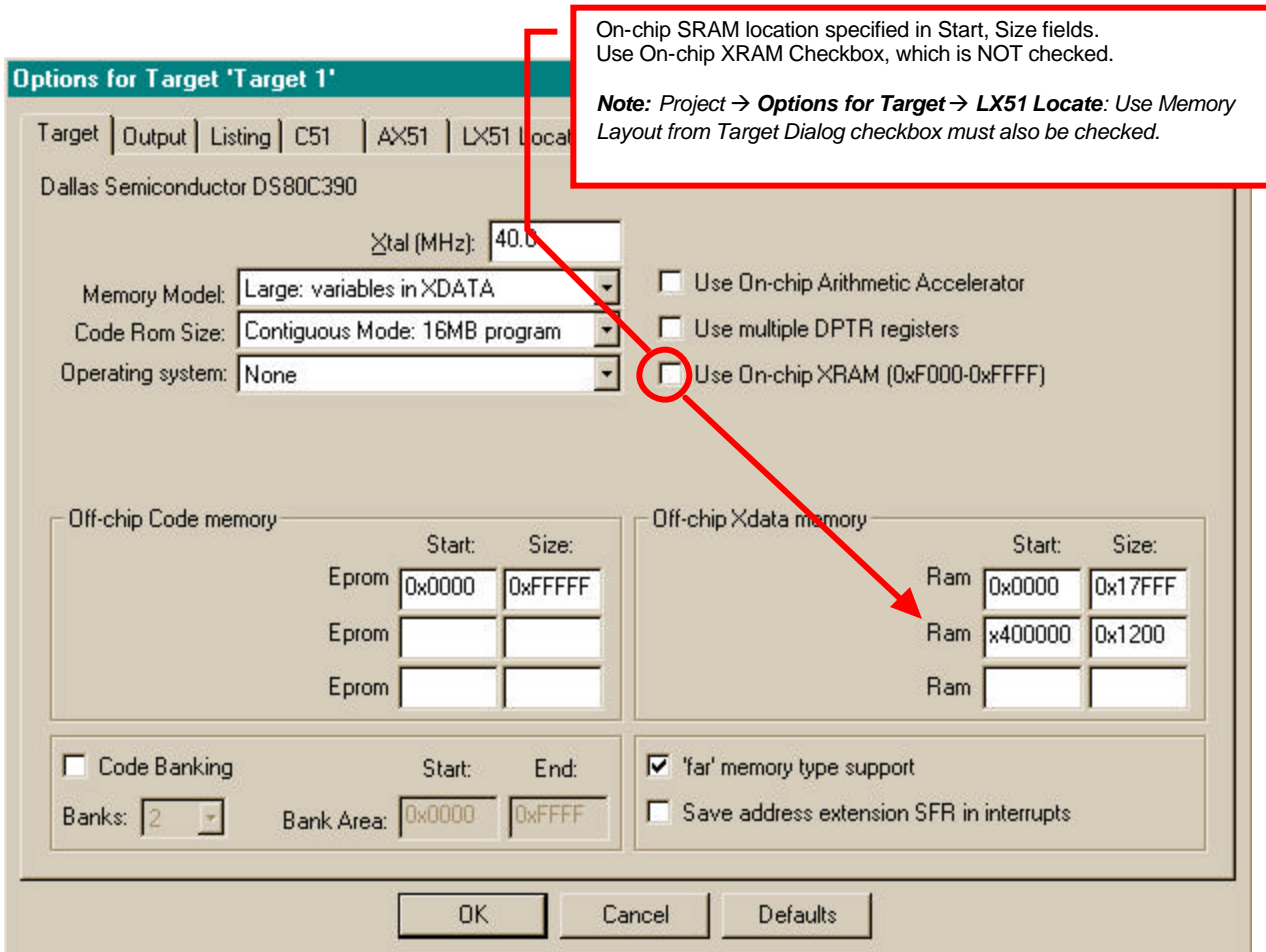 On-chip SRAM location specified in Start, Size fields.
Use On-chip XRAM Checkbox, which is NOT checked.
Note: Project → Options for Target → LX51 Locate: Use Memory
Layout from Target Dialog checkbox must also be checked.
Options for Target 'Target 1'
Target Output Listing C51 AX51 LX51 Locat
Dallas Semiconductor DS80C390
Xtal (MHz): 40.0
Memory Model: Large: variables in XDATA
Code Rom Size: Contiguous Mode: 16MB program
Operating system: None
Use On-chip Arithmetic Accelerator
Use multiple DPTR registers
Use On-chip XRAM (0xF000-0xFFFF)
Off-chip Code memory
Start: Size:
Eprom 0x0000 0xFFFFF
Eprom
Eprom
Off-chip Xdata memory
Start: Size:
Ram 0x0000 0x17FFF
Ram x400000 0x1200
Ram
Code Banking Start: End:
Banks: 2 Bank Area: 0x0000 0xFFFF
'far' memory type support
Save address extension SFR in interrupts
OK Cancel Defaults